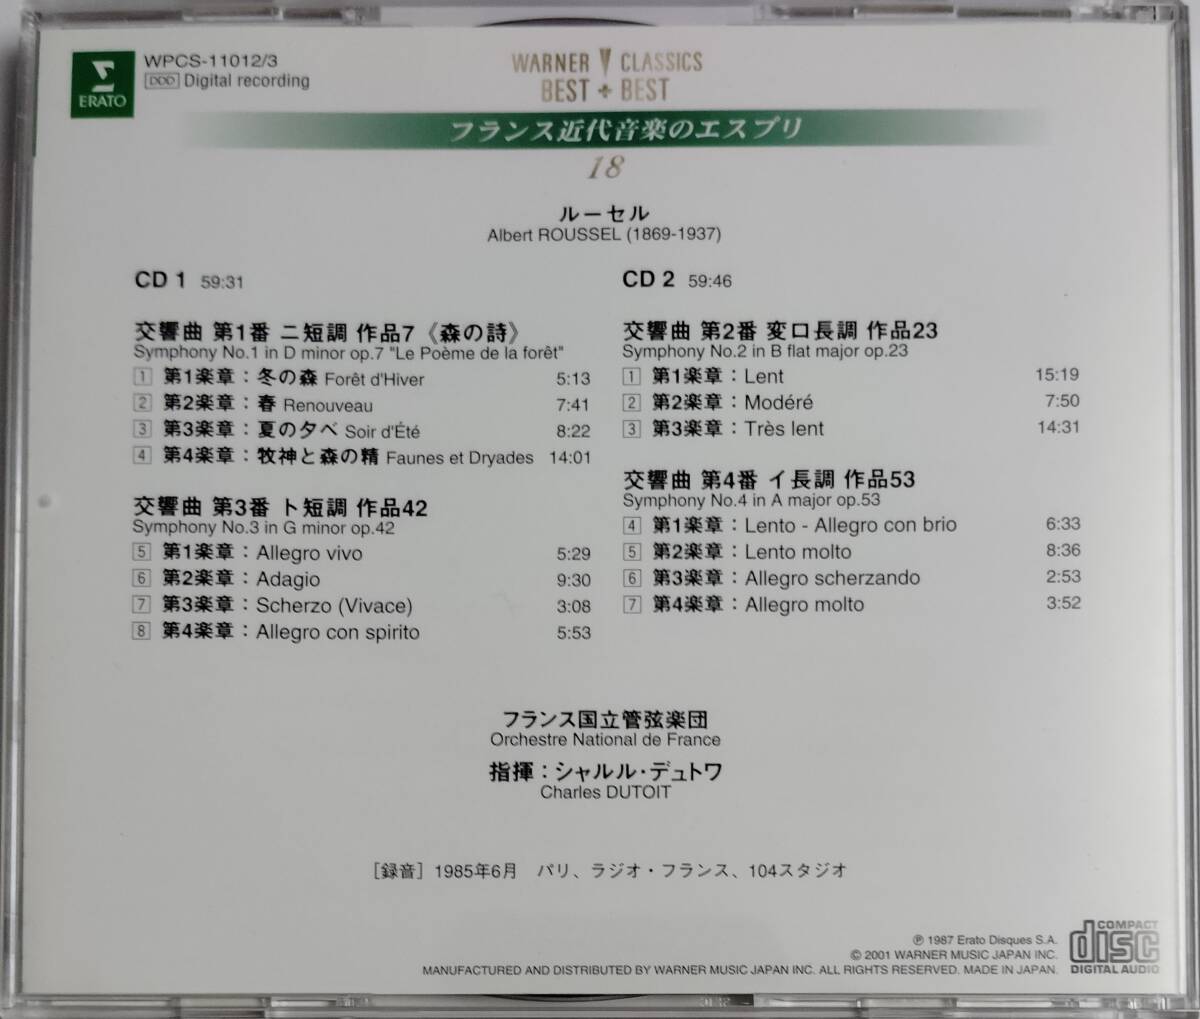 ERATO
WPCS-11012/3
DDD Digital recording
WARNER CLASSICS
BEST + BEST
フランス近代音楽のエスプリ
18
ルーセル
Albert ROUSSEL (1869-1937)
CD 1 59:31
交響曲 第1番 ニ短調 作品7《森の詩》
Symphony No.1 in D minor op.7 "Le Poème de la forêt"
1 第1楽章：冬の森 Forêt d'Hiver 5:13
2 第2楽章：春 Renouveau 7:41
3 第3楽章：夏の夕べ Soir d'Été 8:22
4 第4楽章：牧神と森の精 Faunes et Dryades 14:01
交響曲 第3番 ト短調 作品42
Symphony No.3 in G minor op.42
5 第1楽章：Allegro vivo 5:29
6 第2楽章：Adagio 9:30
7 第3楽章：Scherzo (Vivace) 3:08
8 第4楽章：Allegro con spirito 5:53
CD 2 59:46
交響曲 第2番 変ロ長調 作品23
Symphony No.2 in B flat major op.23
1 第1楽章：Lent 15:19
2 第2楽章：Modéré 7:50
3 第3楽章：Très lent 14:31
交響曲 第4番 イ長調 作品53
Symphony No.4 in A major op.53
4 第1楽章：Lento - Allegro con brio 6:33
5 第2楽章：Lento molto 8:36
6 第3楽章：Allegro scherzando 2:53
7 第4楽章：Allegro molto 3:52
フランス国立管弦楽団
Orchestre National de France
指揮：シャルル・デュトワ
Charles DUTOIT
［録音］1985年6月 パリ、ラジオ・フランス、104スタジオ
℗ 1987 Erato Disques S.A.
© 2001 WARNER MUSIC JAPAN INC.
MANUFACTURED AND DISTRIBUTED BY WARNER MUSIC JAPAN INC. ALL RIGHTS RESERVED. MADE IN JAPAN.
COMPACT
disc
DIGITAL AUDIO